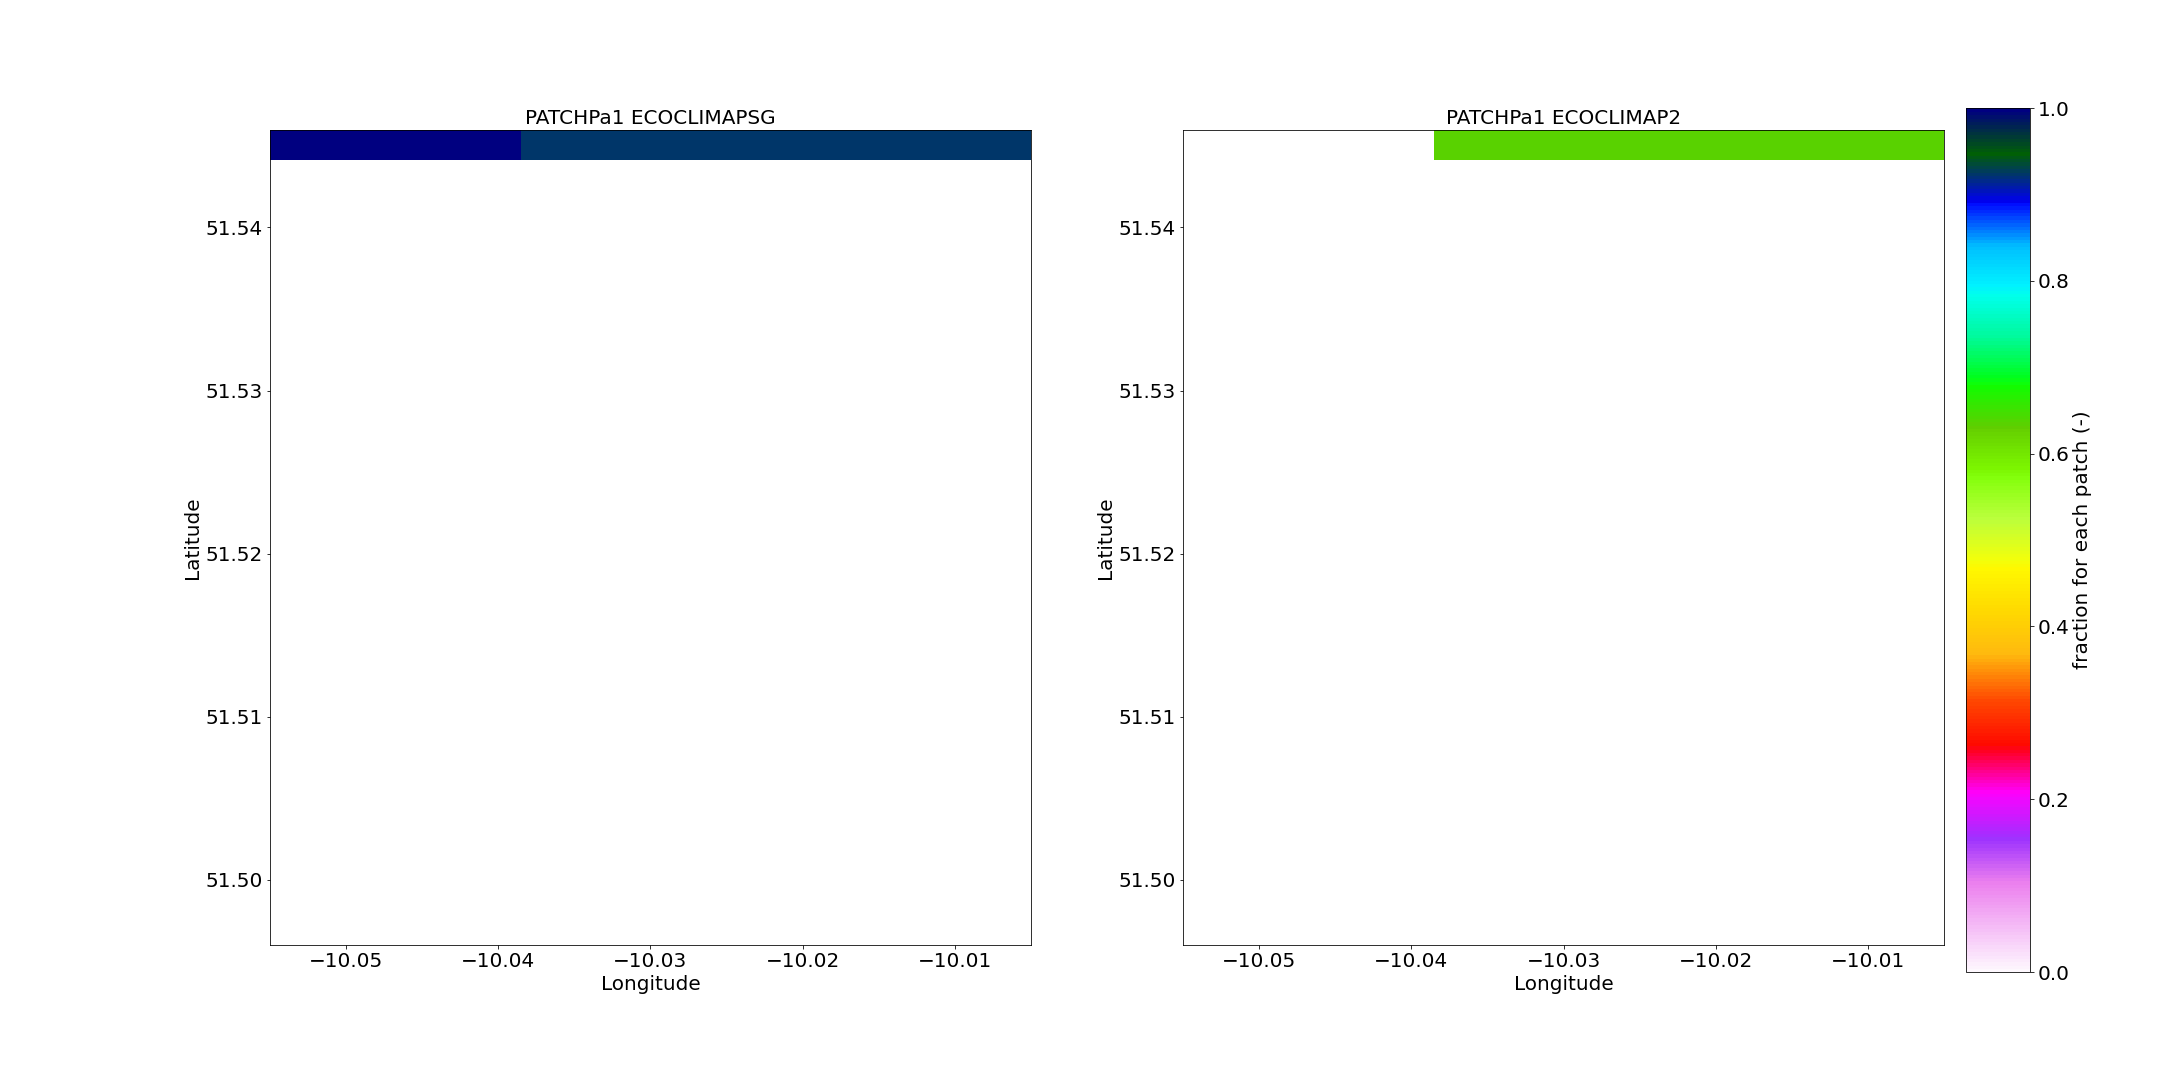 PATCHPa1 ECOCLIMAPSG
51.54
51.53
51.52
51.51
51.50
Latitude
−10.05 −10.04 −10.03 −10.02 −10.01
Longitude
PATCHPa1 ECOCLIMAP2
51.54
51.53
51.52
51.51
51.50
Latitude
−10.05 −10.04 −10.03 −10.02 −10.01
Longitude
1.0
0.8
0.6
0.4
0.2
0.0
fraction for each patch (-)